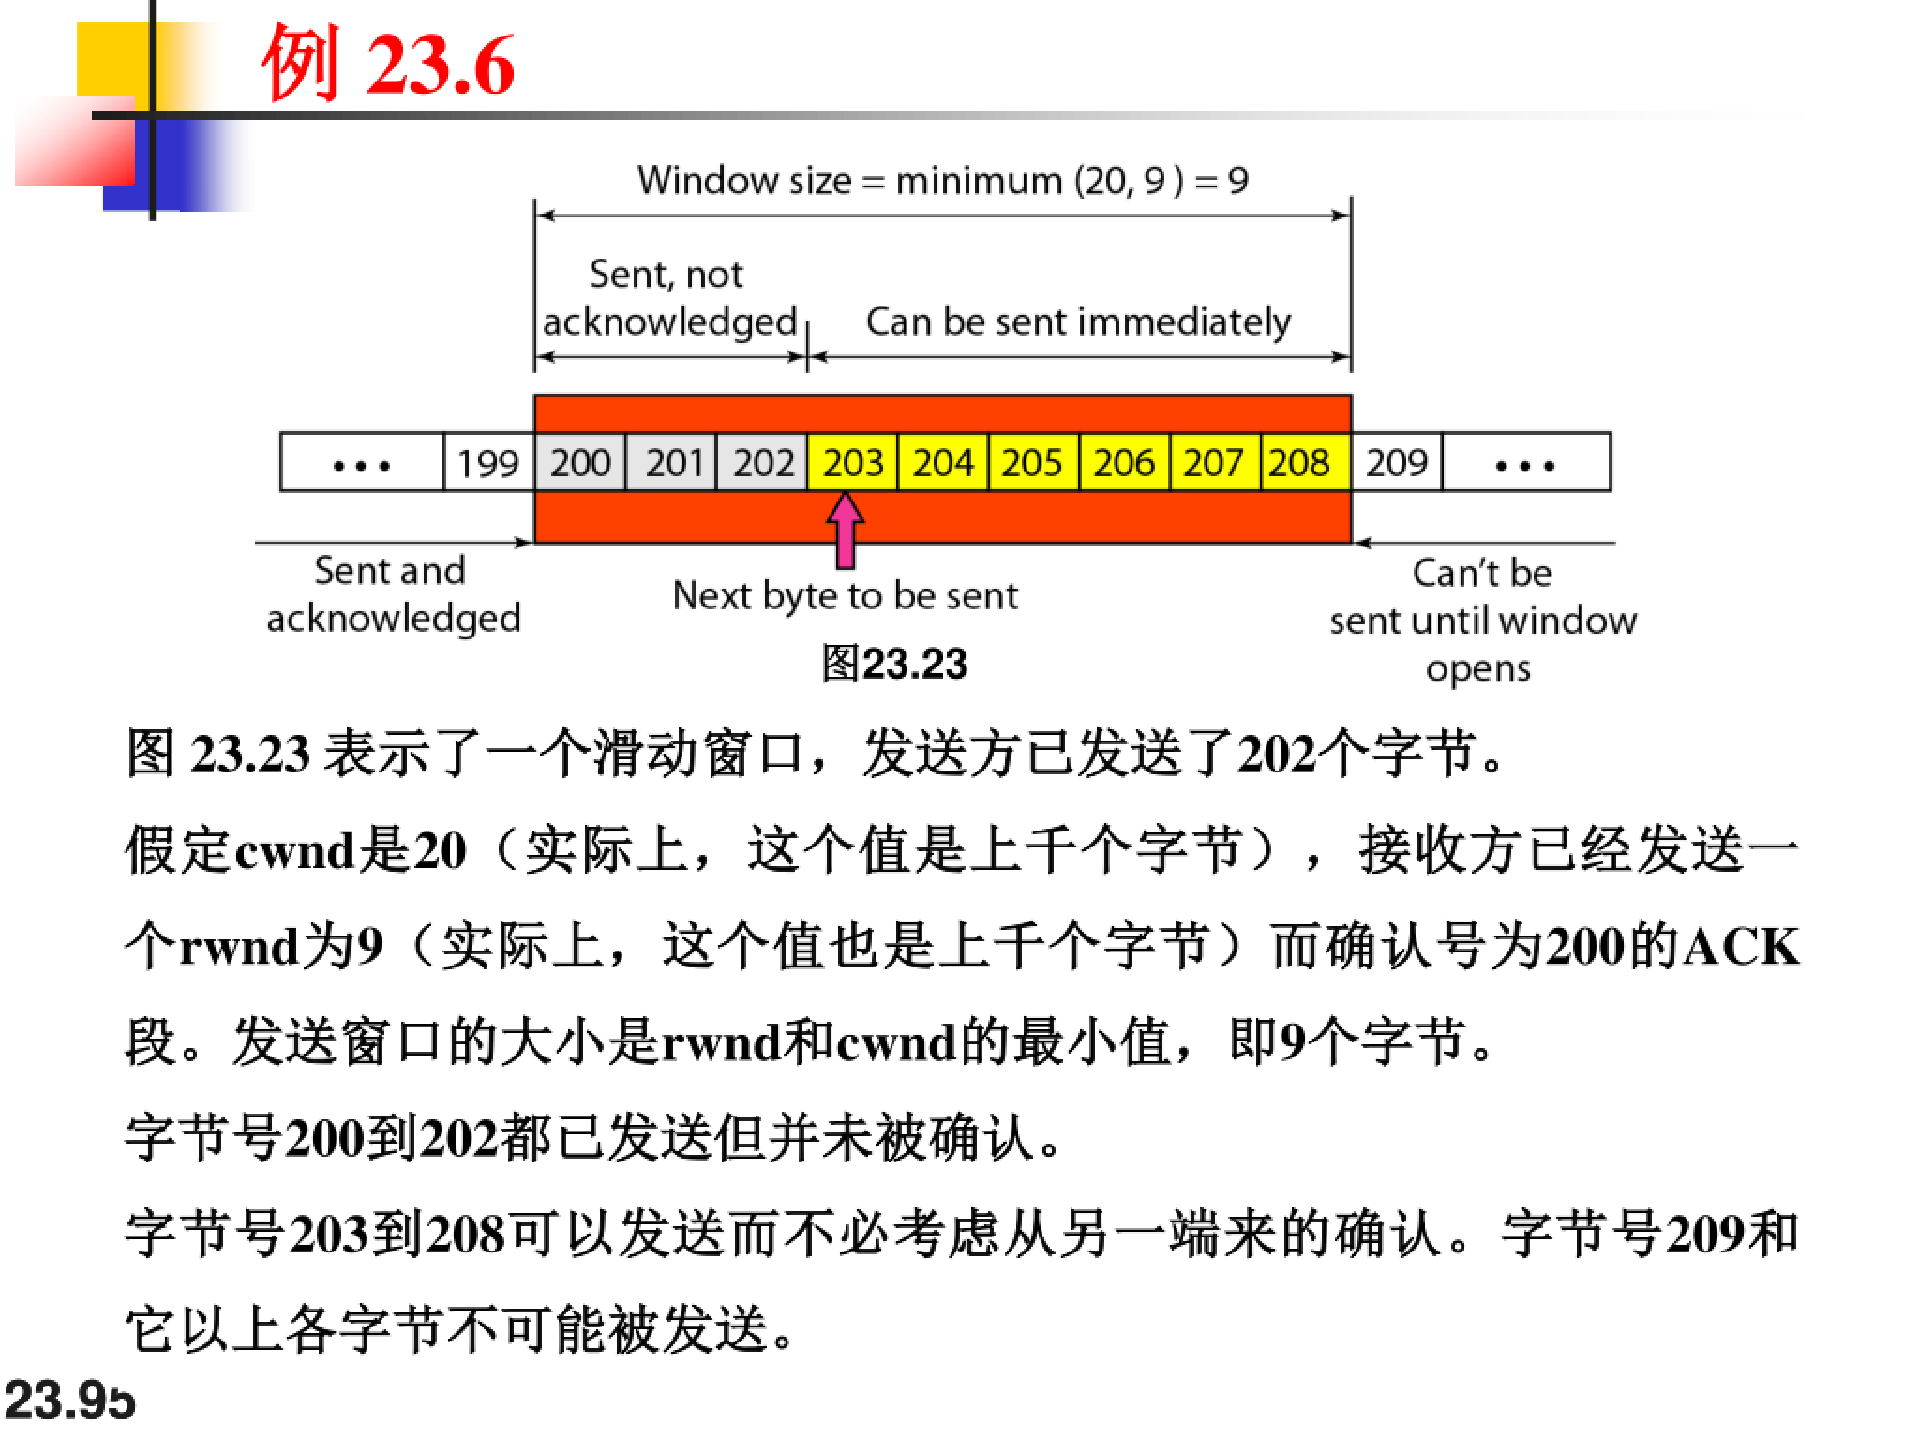 例 23.6
Window size = minimum (20, 9 ) = 9
Sent, not
acknowledged
Can be sent immediately
••• 199 200 201 202 203 204 205 206 207 208 209 •••
Sent and
acknowledged
Next byte to be sent
Can't be
sent until window
opens
图23.23
图 23.23 表示了一个滑动窗口，发送方已发送了202个字节。
假定cwnd是20（实际上，这个值是上千个字节），接收方已经发送一
个rwnd为9（实际上，这个值也是上千个字节）而确认号为200的ACK
段。发送窗口的大小是rwnd和cwnd的最小值，即9个字节。
字节号200到202都已发送但并未被确认。
字节号203到208可以发送而不必考虑从另一端来的确认。字节号209和
它以上各字节不可能被发送。
23.95